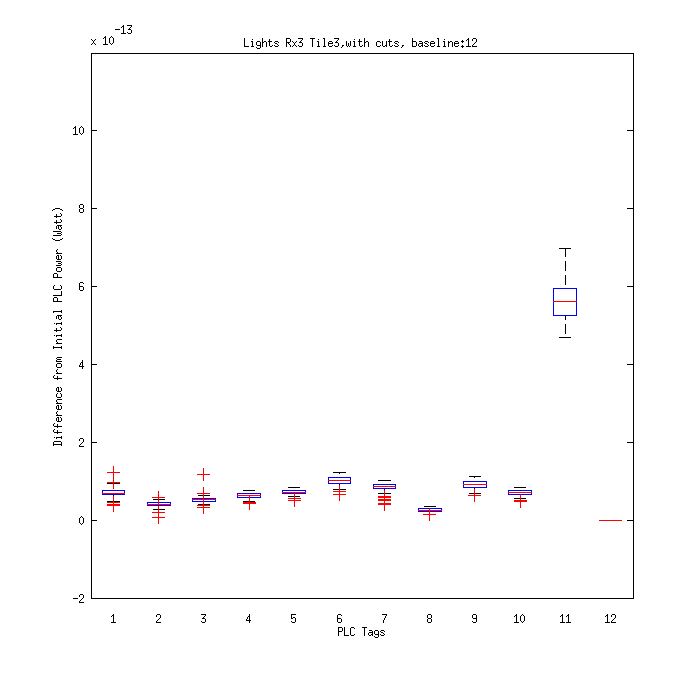 x 10-13
Lights Rx3 Tile3,with cuts, baseline:12
10
8
6
4
2
0
-2
Difference from Initial PLC Power (Watt)
1 2 3 4 5 6 7 8 9 10 11 12
PLC Tags